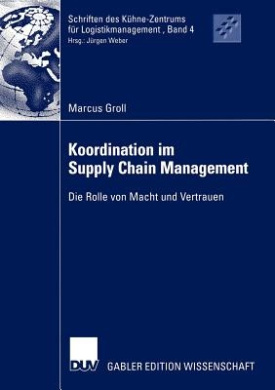 Schriften des Kühne-Zentrums
für Logistikmanagement , Band 4
Hrsg.: Jürgen Weber
Marcus Groll
Koordination im
Supply Chain Management
Die Rolle von Macht und Vertrauen
DUV
GABLER EDITION WISSENSCHAFT